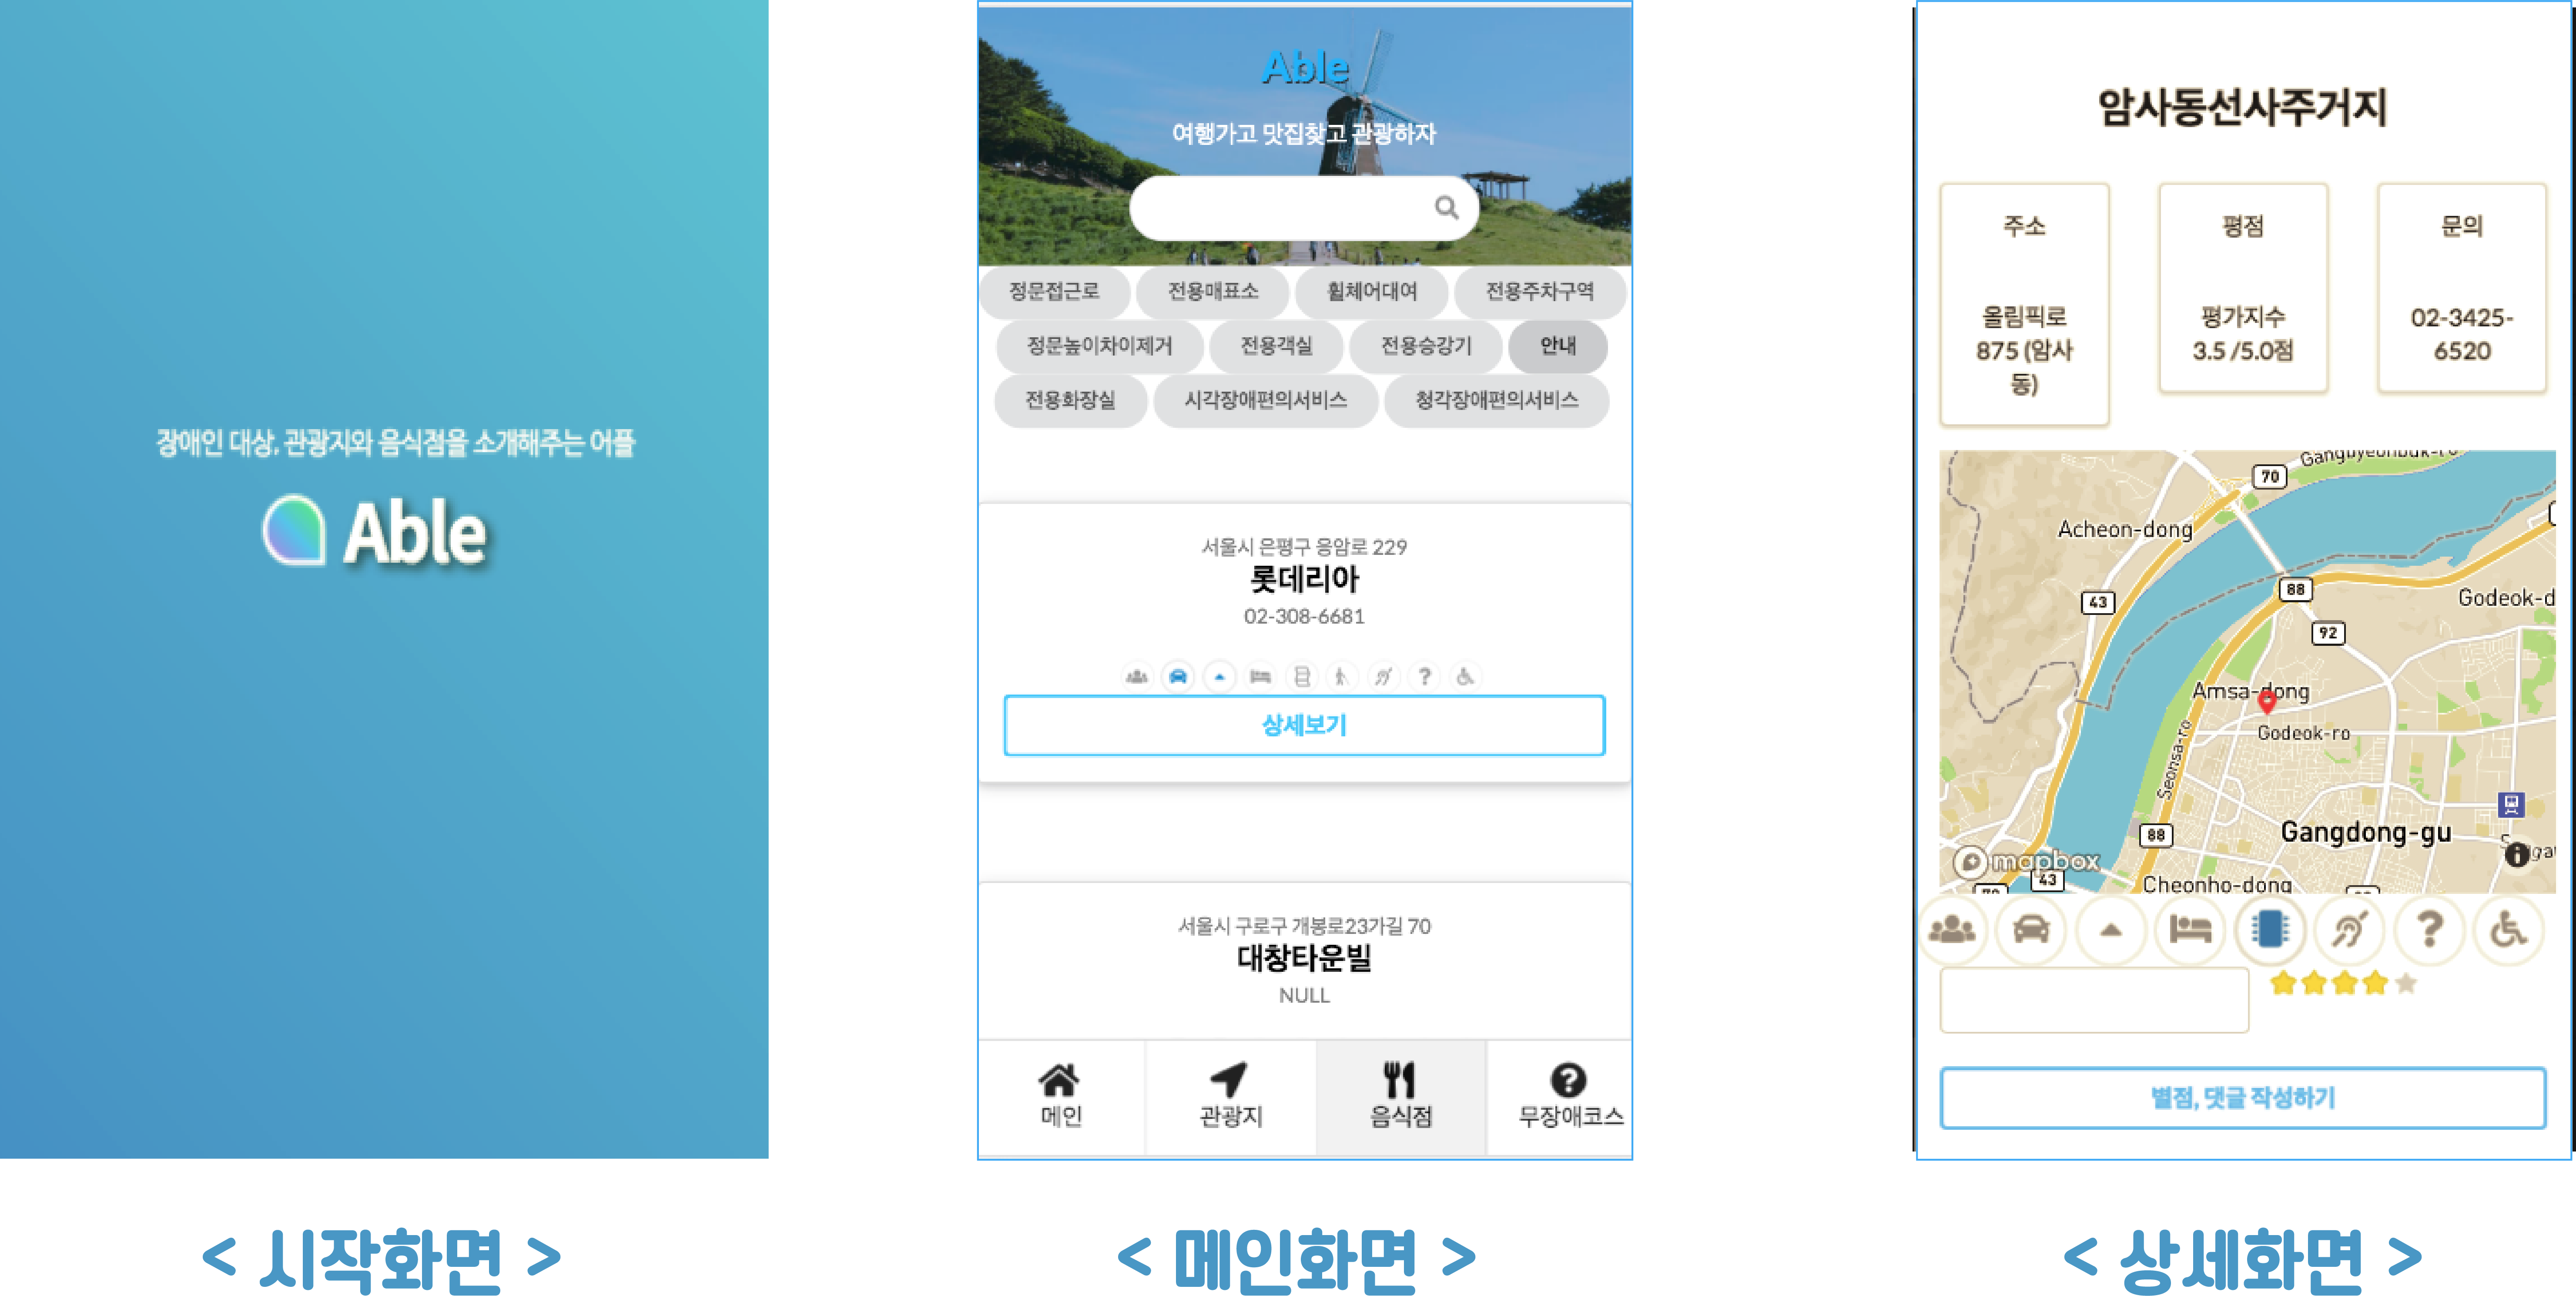 장애인 대상, 관광지와 음식점을 소개해주는 어플
Able
< 시작화면 >
Able
여행가고 맛집찾고 관광하자
정문접근로 전용매표소 휠체어대여 전용주차구역
정문높이차이제거 전용객실 전용승강기 안내
전용화장실 시각장애편의서비스 청각장애편의서비스
서울시 은평구 응암로 229
롯데리아
02-308-6681
?
상세보기
서울시 구로구 개봉로23가길 70
대창타운빌
NULL
메인 관광지 음식점 무장애코스
< 메인화면 >
암사동선사주거지
주소
올림픽로
875 (암사
동)
평점
평가지수
3.5 /5.0점
문의
02-3425-
6520
70
Acheon-dong
88
43
Godeok-d
92
Amsa-dong
Godeok-ro
Seonsa-ro
Gangdong-gu
88
mapbox
43
Cheonho-dong
?
별점, 댓글 작성하기
< 상세화면 >